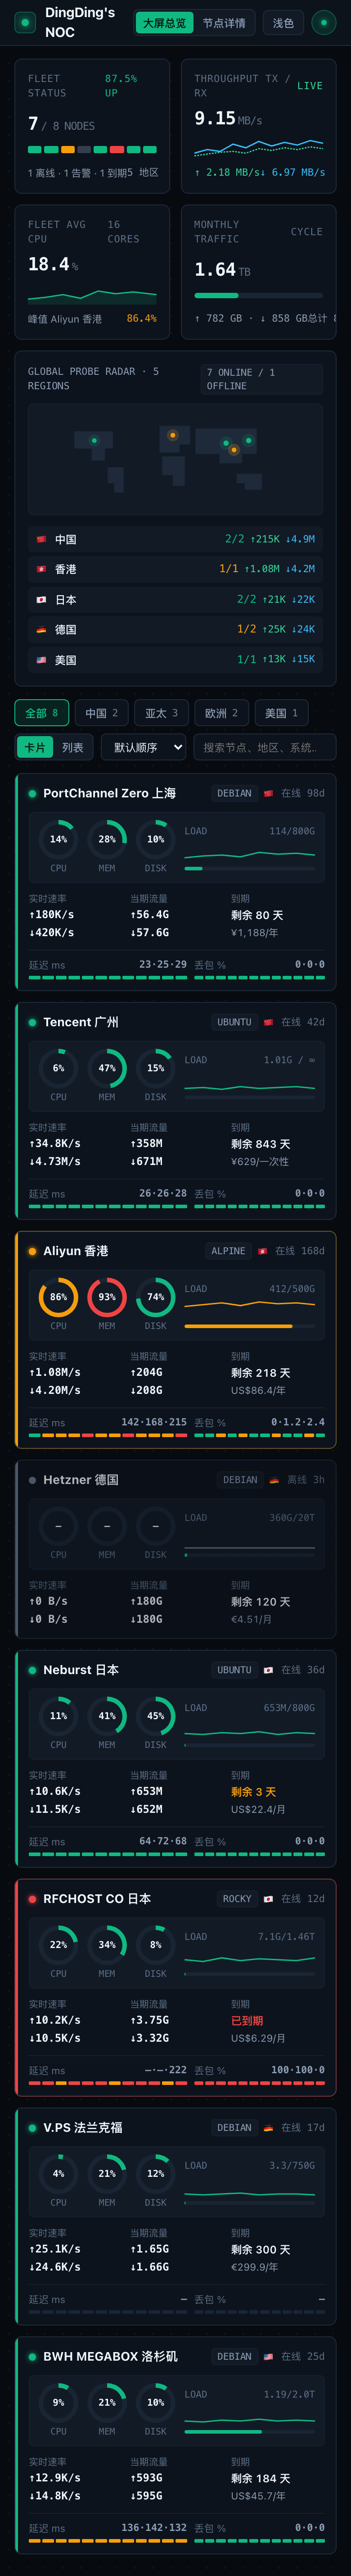 DingDing's
NOC
大屏总览 节点详情 浅色
FLEET STATUS 87.5% UP
7 / 8 NODES
1 离线 · 1 告警 · 1 到期 5 地区
THROUGHPUT TX / RX LIVE
9.15 MB/s
↑ 2.18 MB/s ↓ 6.97 MB/s
FLEET AVG CPU 16 CORES
18.4 %
峰值 Aliyun 香港 86.4%
MONTHLY TRAFFIC CYCLE
1.64 TB
↑ 782 GB · ↓ 858 GB 总计
GLOBAL PROBE RADAR · 5 REGIONS 7 ONLINE / 1 OFFLINE
中国 2/2 ↑215K ↓4.9M
香港 1/1 ↑1.08M ↓4.2M
日本 2/2 ↑21K ↓22K
德国 1/2 ↑25K ↓24K
美国 1/1 ↑13K ↓15K
全部 8 中国 2 亚太 3 欧洲 2 美国 1
卡片 列表 默认顺序 搜索节点、地区、系统..
PortChannel Zero 上海 DEBIAN 在线 98d
14% 28% 10% LOAD 114/800G
CPU MEM DISK
实时速率 当期流量 到期
↑180K/s ↑56.4G 剩余 80 天
↓420K/s ↓57.6G ¥1,188/年
延迟 ms 23·25·29 丢包 % 0·0·0
Tencent 广州 UBUNTU 在线 42d
6% 47% 15% LOAD 1.01G / ∞
CPU MEM DISK
实时速率 当期流量 到期
↑34.8K/s ↑358M 剩余 843 天
↓4.73M/s ↓671M ¥629/一次性
延迟 ms 26·26·28 丢包 % 0·0·0
Aliyun 香港 ALPINE 在线 168d
86% 93% 74% LOAD 412/500G
CPU MEM DISK
实时速率 当期流量 到期
↑1.08M/s ↑204G 剩余 218 天
↓4.20M/s ↓208G US$86.4/年
延迟 ms 142·168·215 丢包 % 0·1.2·2.4
Hetzner 德国 DEBIAN 离线 3h
— — — LOAD 360G/20T
CPU MEM DISK
实时速率 当期流量 到期
↑0 B/s ↑180G 剩余 120 天
↓0 B/s ↓180G €4.51/月
Neburst 日本 UBUNTU 在线 36d
11% 41% 45% LOAD 653M/800G
CPU MEM DISK
实时速率 当期流量 到期
↑10.6K/s ↑653M 剩余 3 天
↓11.5K/s ↓652M US$22.4/月
延迟 ms 64·72·68 丢包 % 0·0·0
RFCHOST CO 日本 ROCKY 在线 12d
22% 34% 8% LOAD 7.1G/1.46T
CPU MEM DISK
实时速率 当期流量 到期
↑10.2K/s ↑3.75G 已到期
↓10.5K/s ↓3.32G US$6.29/月
延迟 ms —·—·222 丢包 % 100·100·0
V.PS 法兰克福 DEBIAN 在线 17d
4% 21% 12% LOAD 3.3/750G
CPU MEM DISK
实时速率 当期流量 到期
↑25.1K/s ↑1.65G 剩余 300 天
↓24.6K/s ↓1.66G €299.9/年
延迟 ms — 丢包 % —
BWH MEGABOX 洛杉矶 DEBIAN 在线 25d
9% 21% 10% LOAD 1.19/2.0T
CPU MEM DISK
实时速率 当期流量 到期
↑12.9K/s ↑593G 剩余 184 天
↓14.8K/s ↓595G US$45.7/年
延迟 ms 136·142·132 丢包 % 0·0·0